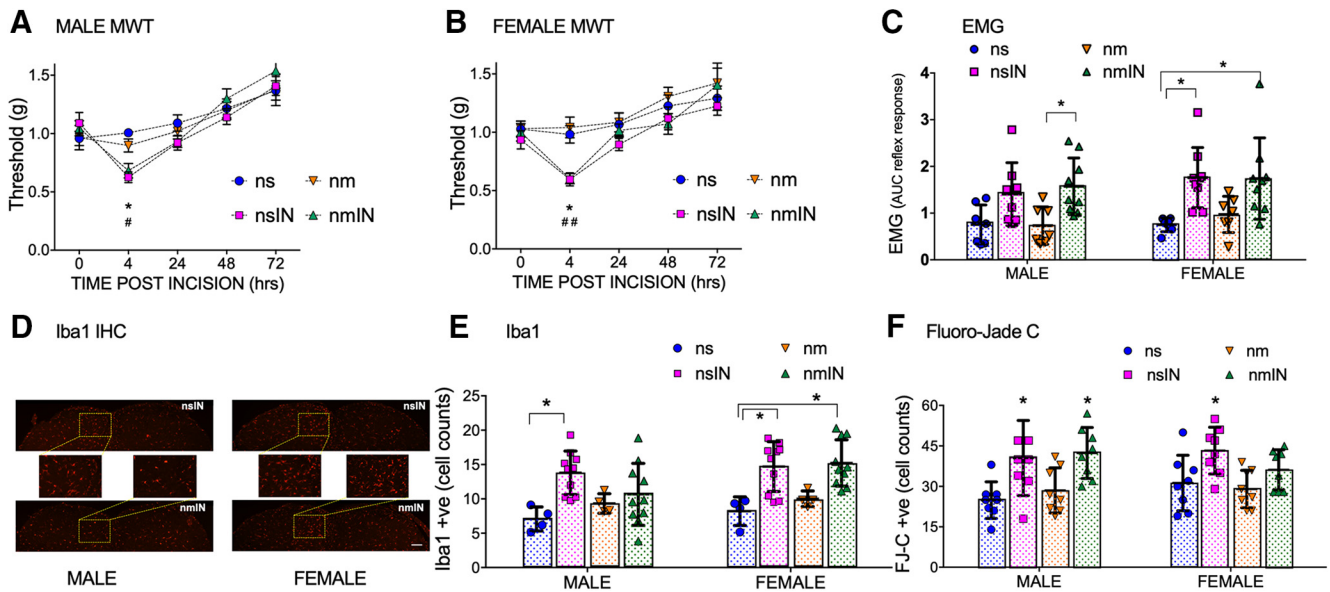 A MALE MWT
Threshold (g)
1.5
1.0
0.5
0.0
*
#
ns
nm
nsIN
nmIN
0 4 24 48 72
TIME POST INCISION (hrs)
B FEMALE MWT
Threshold (g)
1.5
1.0
0.5
0.0
*
##
ns
nm
nsIN
nmIN
0 4 24 48 72
TIME POST INCISION (hrs)
C EMG
ns
nm
nsIN
nmIN
EMG (AUC reflex response)
4
3
2
1
0
*
*
*
MALE FEMALE
D Iba1 IHC
nsIN nsIN
nmIN nmIN
MALE FEMALE
E Iba1
ns
nm
nsIN
nmIN
Iba1 +ve (cell counts)
25
20
15
10
5
0
*
*
*
MALE FEMALE
F Fluoro-Jade C
ns
nm
nsIN
nmIN
FJ-C +ve (cell counts)
60
45
30
15
0
* * *
MALE FEMALE